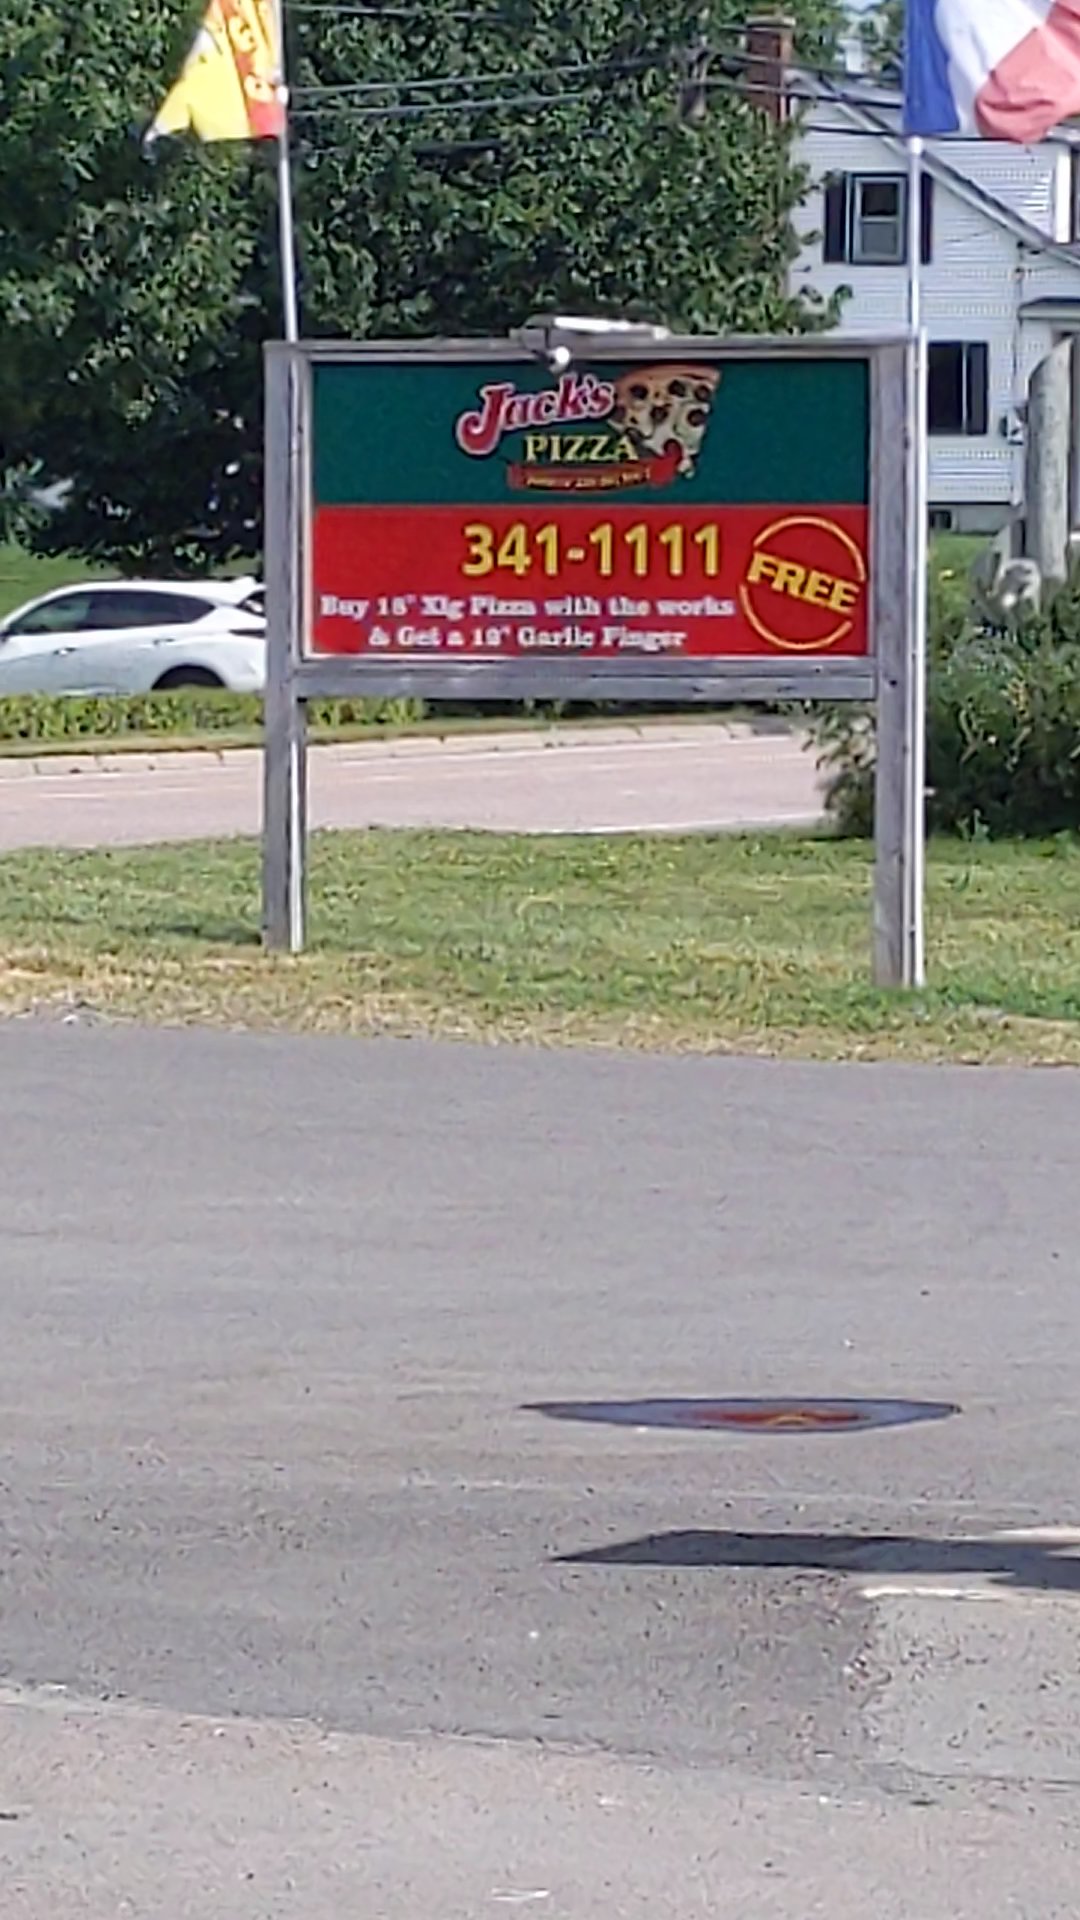 Jack's
PIZZA
341-1111
FREE
Buy 18" Xlg Pizza with the works
& Get a 12" Garlic Finger